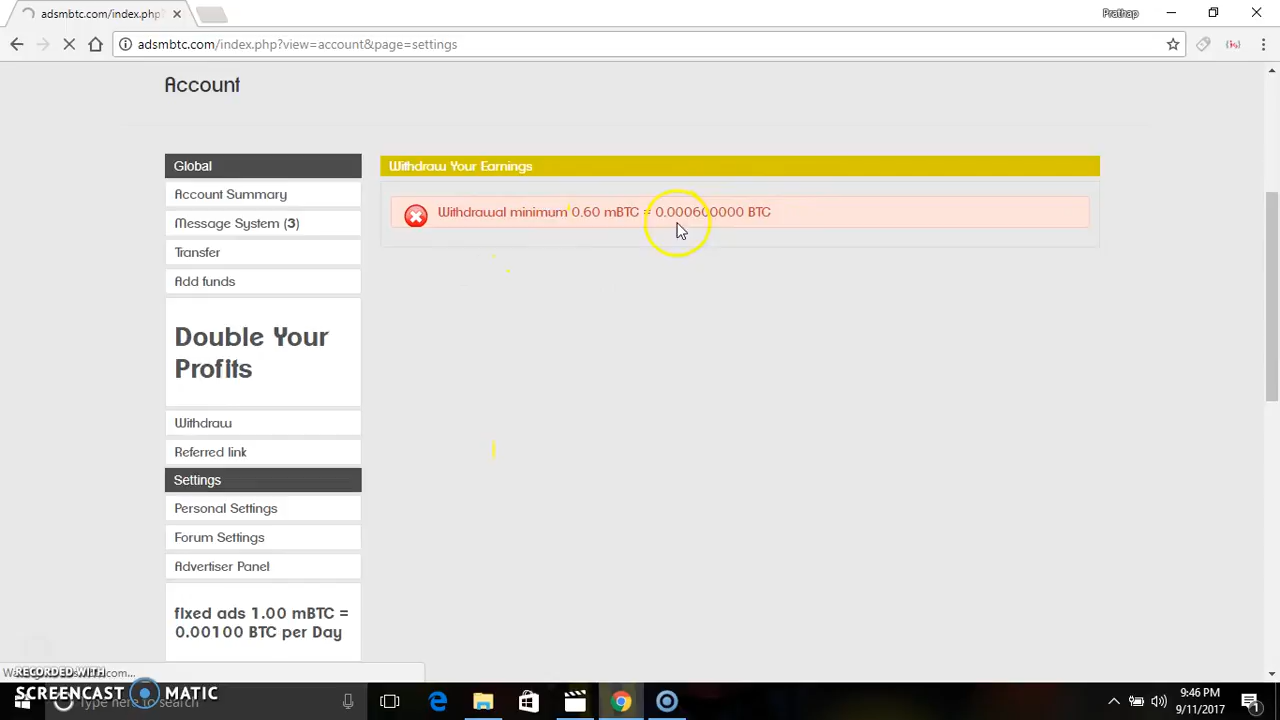 adsmbtc.com/index.php?
Prathap
adsmbtc.com/index.php?view=account&page=settings
Account
Global
Account Summary
Message System (3)
Transfer
Add funds
Double Your
Profits
Withdraw
Referred link
Settings
Personal Settings
Forum Settings
Advertiser Panel
fixed ads 1.00 mBTC =
0.00100 BTC per Day
Withdraw Your Earnings
Withdrawal minimum 0.60 mBTC = 0.000600000 BTC
RECORDED WITH
SCREENCAST MATIC
Type here to search
9:46 PM
9/11/2017
1